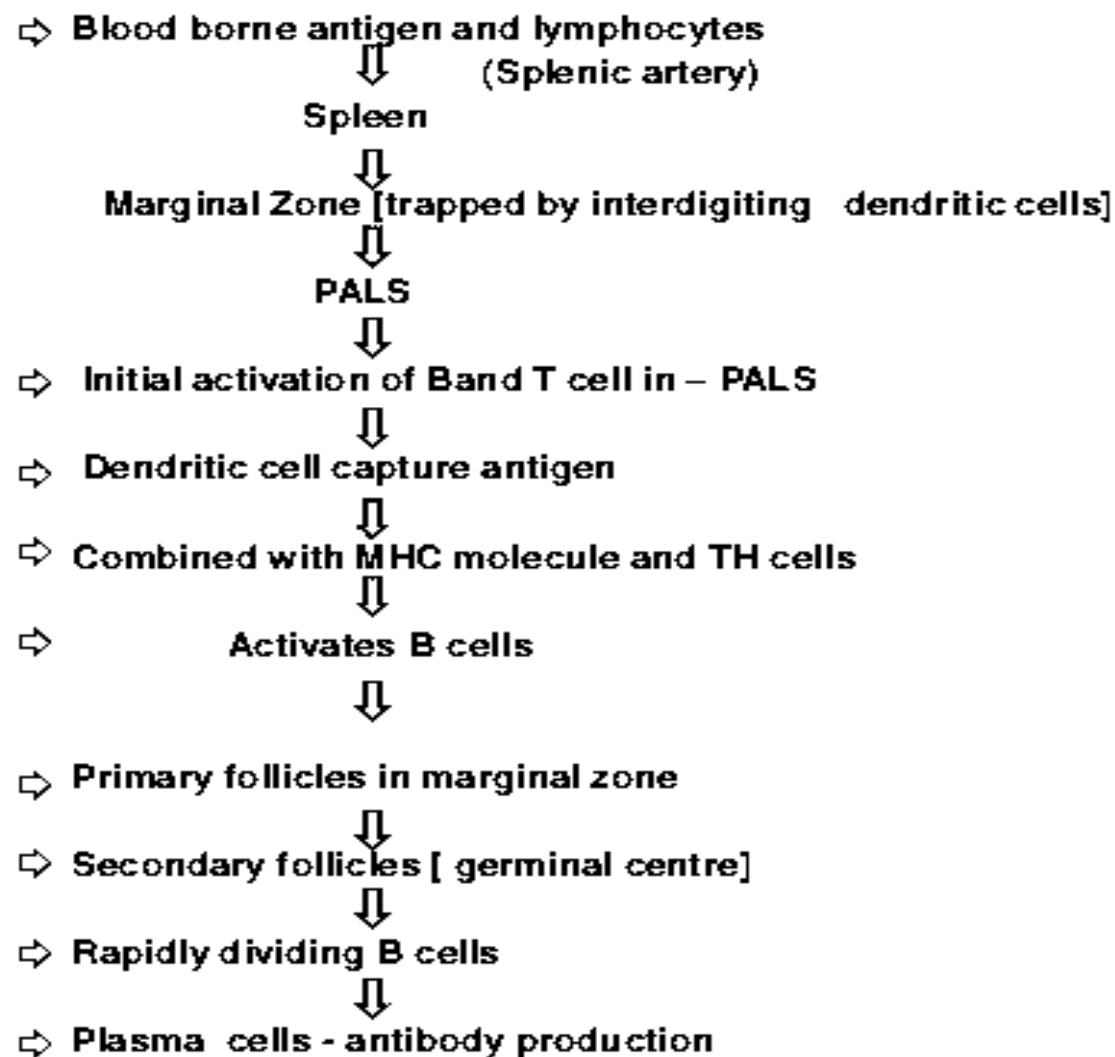 ⇨ Blood borne antigen and lymphocytes
(Splenic artery)
Spleen
Marginal Zone [trapped by interdigiting dendritic cells]
PALS
⇨ Initial activation of Band T cell in – PALS
⇨ Dendritic cell capture antigen
⇨ Combined with MHC molecule and TH cells
⇨ Activates B cells
⇨ Primary follicles in marginal zone
⇨ Secondary follicles [ germinal centre]
⇨ Rapidly dividing B cells
⇨ Plasma cells - antibody production